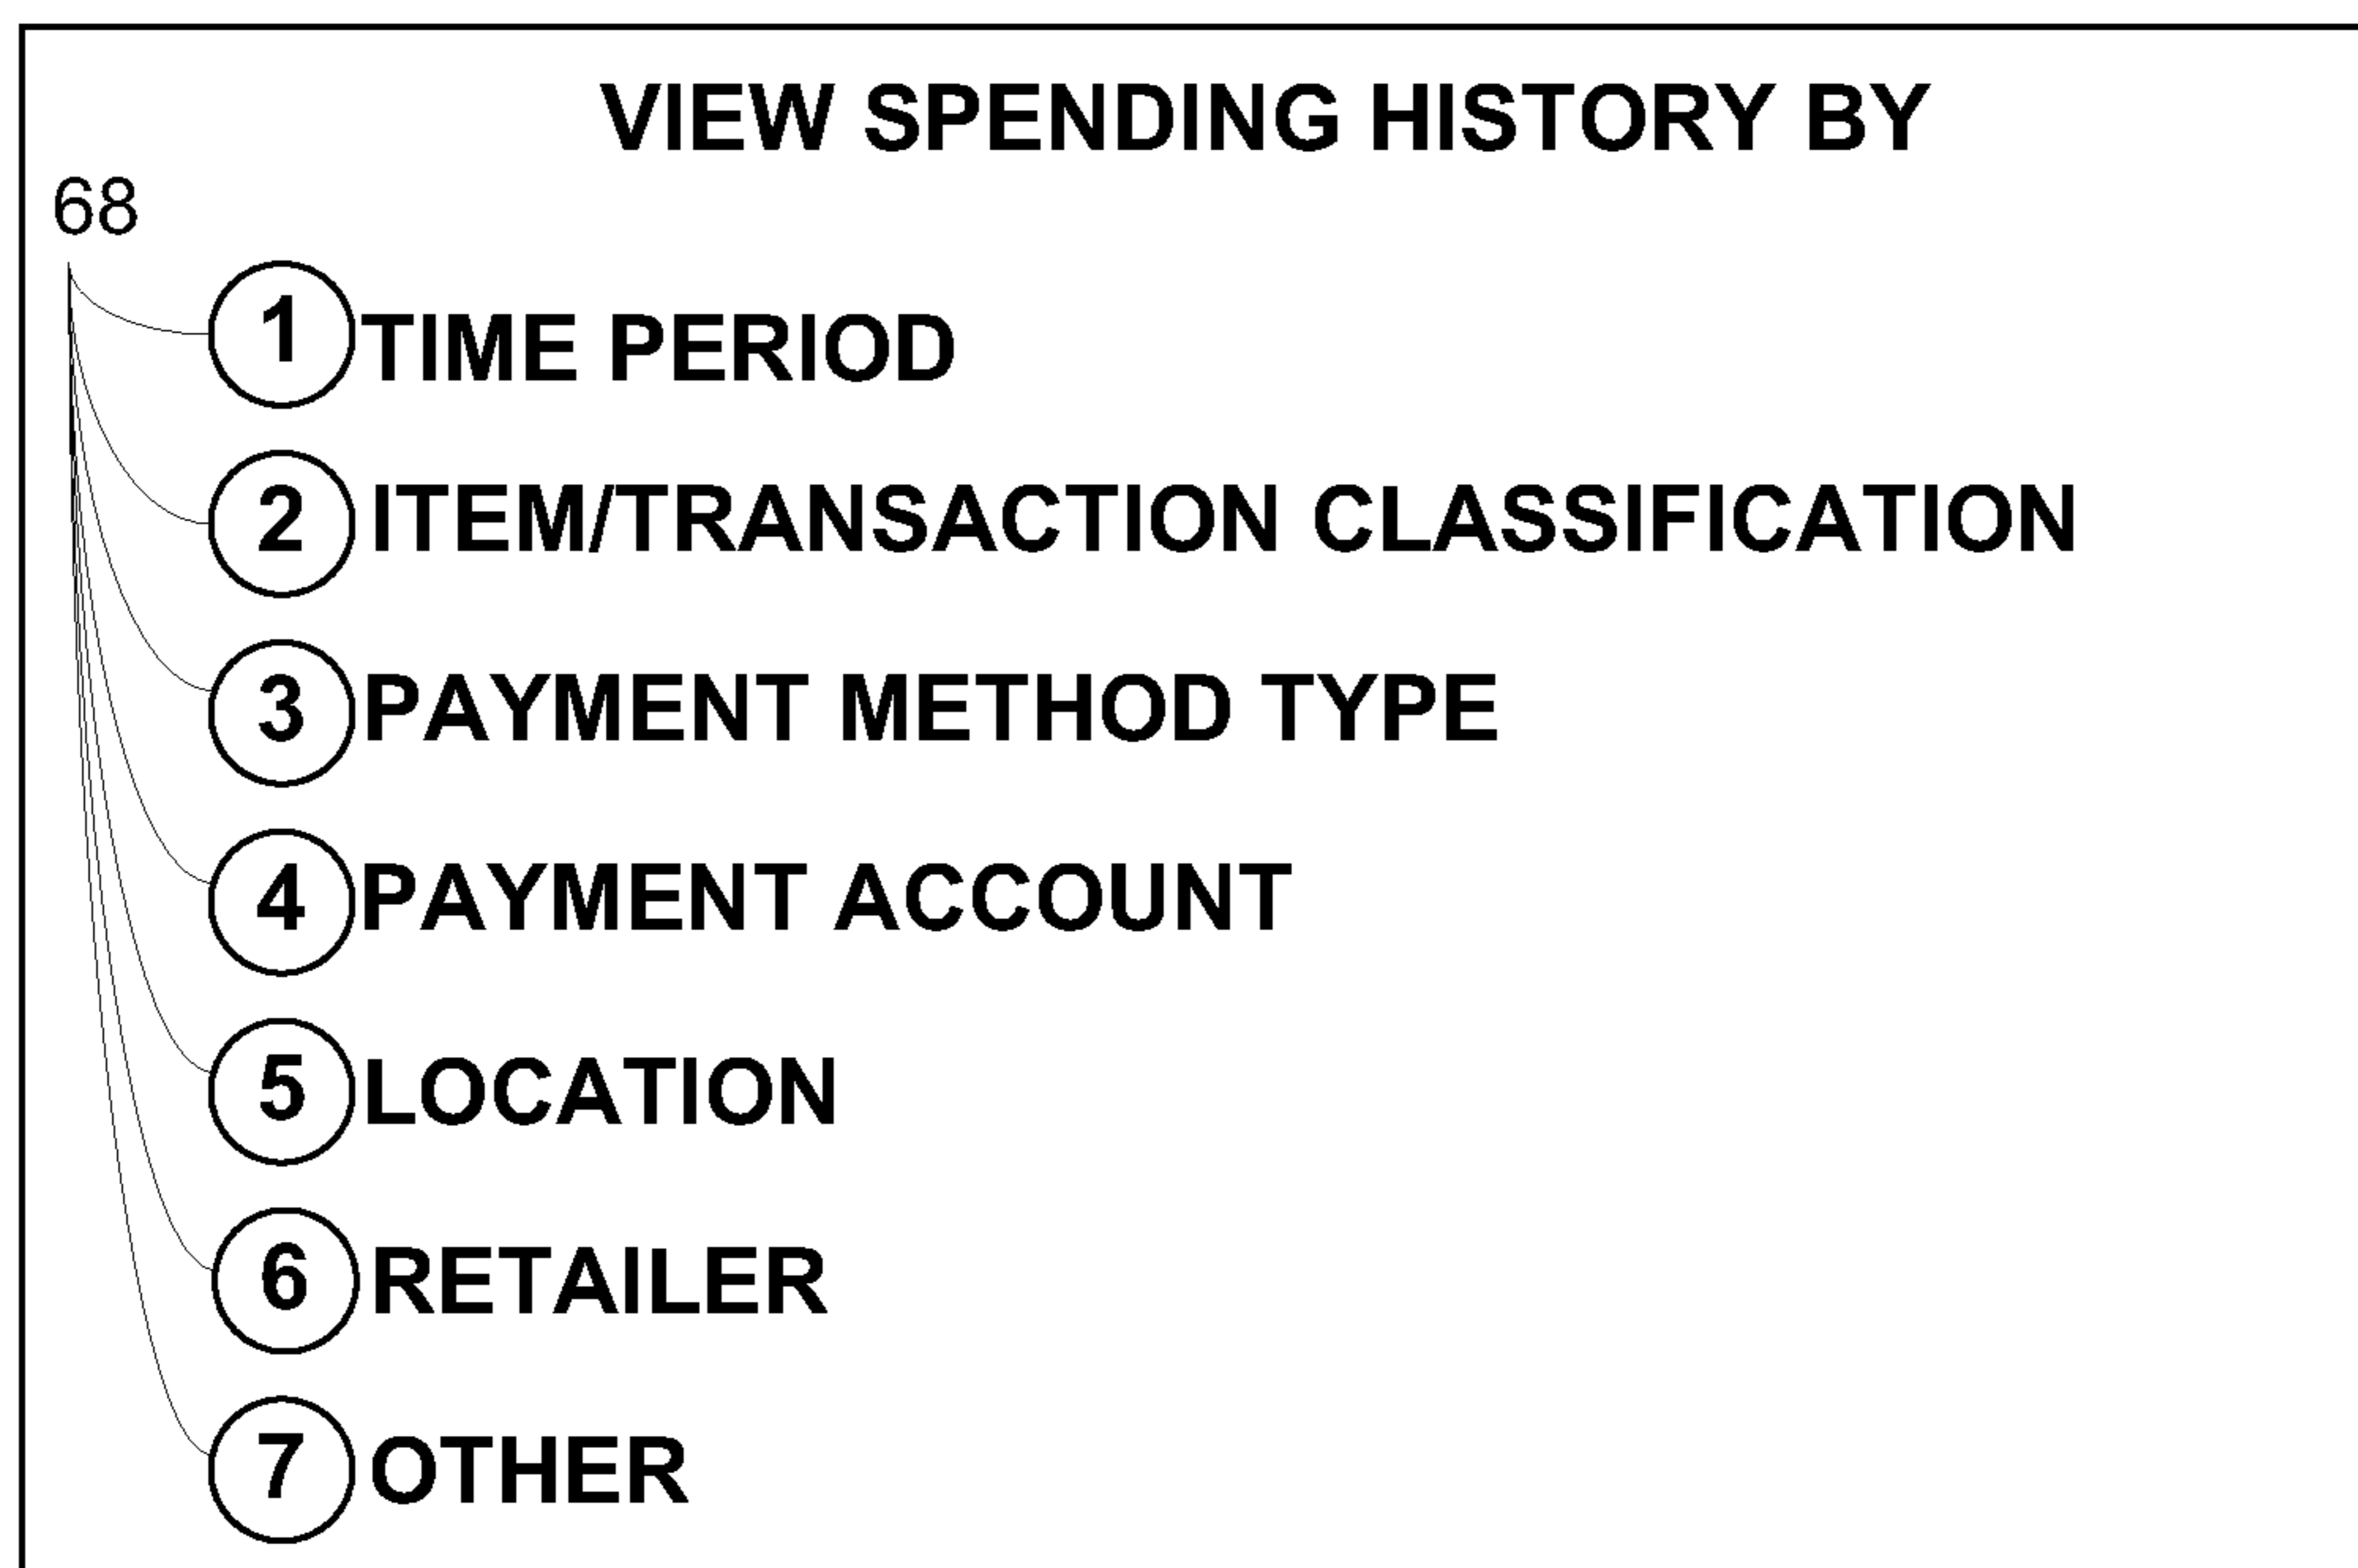 VIEW SPENDING HISTORY BY
68
1 TIME PERIOD
2 ITEM/TRANSACTION CLASSIFICATION
3 PAYMENT METHOD TYPE
4 PAYMENT ACCOUNT
5 LOCATION
6 RETAILER
7 OTHER